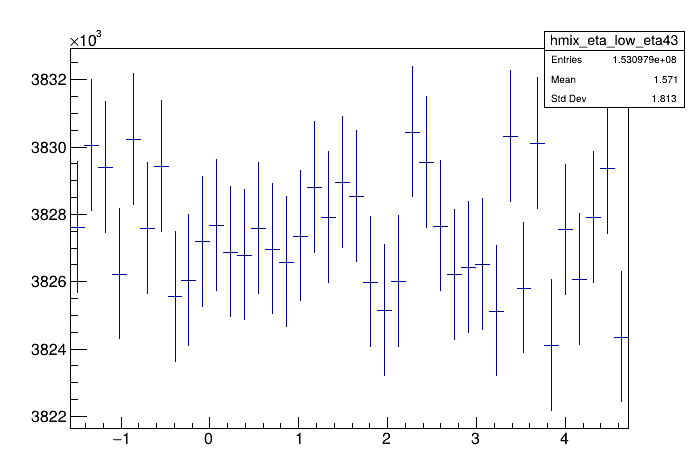 ×10³
hmix_eta_low_eta43
Entries 1.530979e+08
Mean 1.571
Std Dev 1.813
3832
3830
3828
3826
3824
3822
−1 0 1 2 3 4